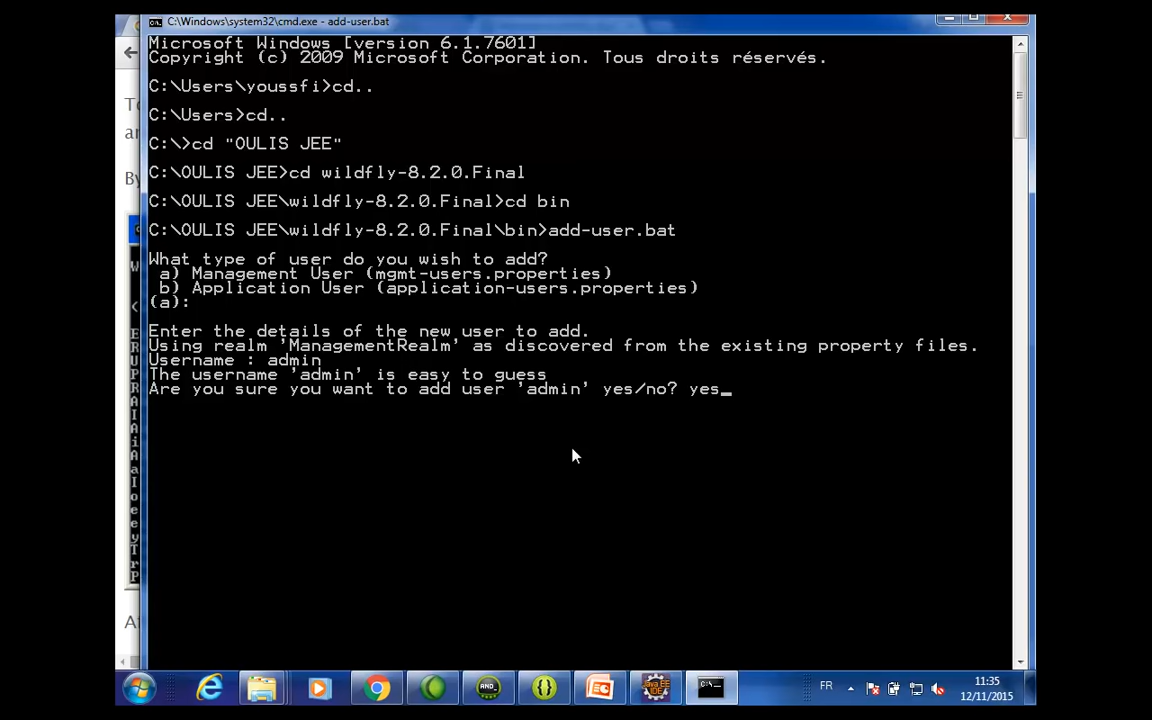 C:\Windows\system32\cmd.exe - add-user.bat
Microsoft Windows [version 6.1.7601]
Copyright (c) 2009 Microsoft Corporation. Tous droits réservés.
C:\Users\youssfi>cd..
C:\Users>cd..
C:\>cd "OULIS JEE"
C:\OULIS JEE>cd wildfly-8.2.0.Final
C:\OULIS JEE\wildfly-8.2.0.Final>cd bin
C:\OULIS JEE\wildfly-8.2.0.Final\bin>add-user.bat
What type of user do you wish to add?
a) Management User (mgmt-users.properties)
b) Application User (application-users.properties)
(a):
Enter the details of the new user to add.
Using realm 'ManagementRealm' as discovered from the existing property files.
Username : admin
The username 'admin' is easy to guess
Are you sure you want to add user 'admin' yes/no? yes_
By
FR
11:35
12/11/2015